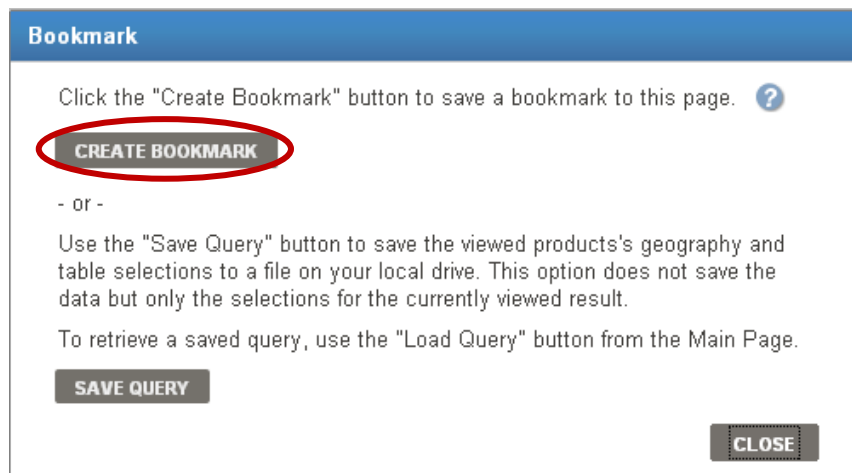 Bookmark
Click the "Create Bookmark" button to save a bookmark to this page. ?
CREATE BOOKMARK
- or -
Use the "Save Query" button to save the viewed products's geography and
table selections to a file on your local drive. This option does not save the
data but only the selections for the currently viewed result.
To retrieve a saved query, use the "Load Query" button from the Main Page.
SAVE QUERY
CLOSE